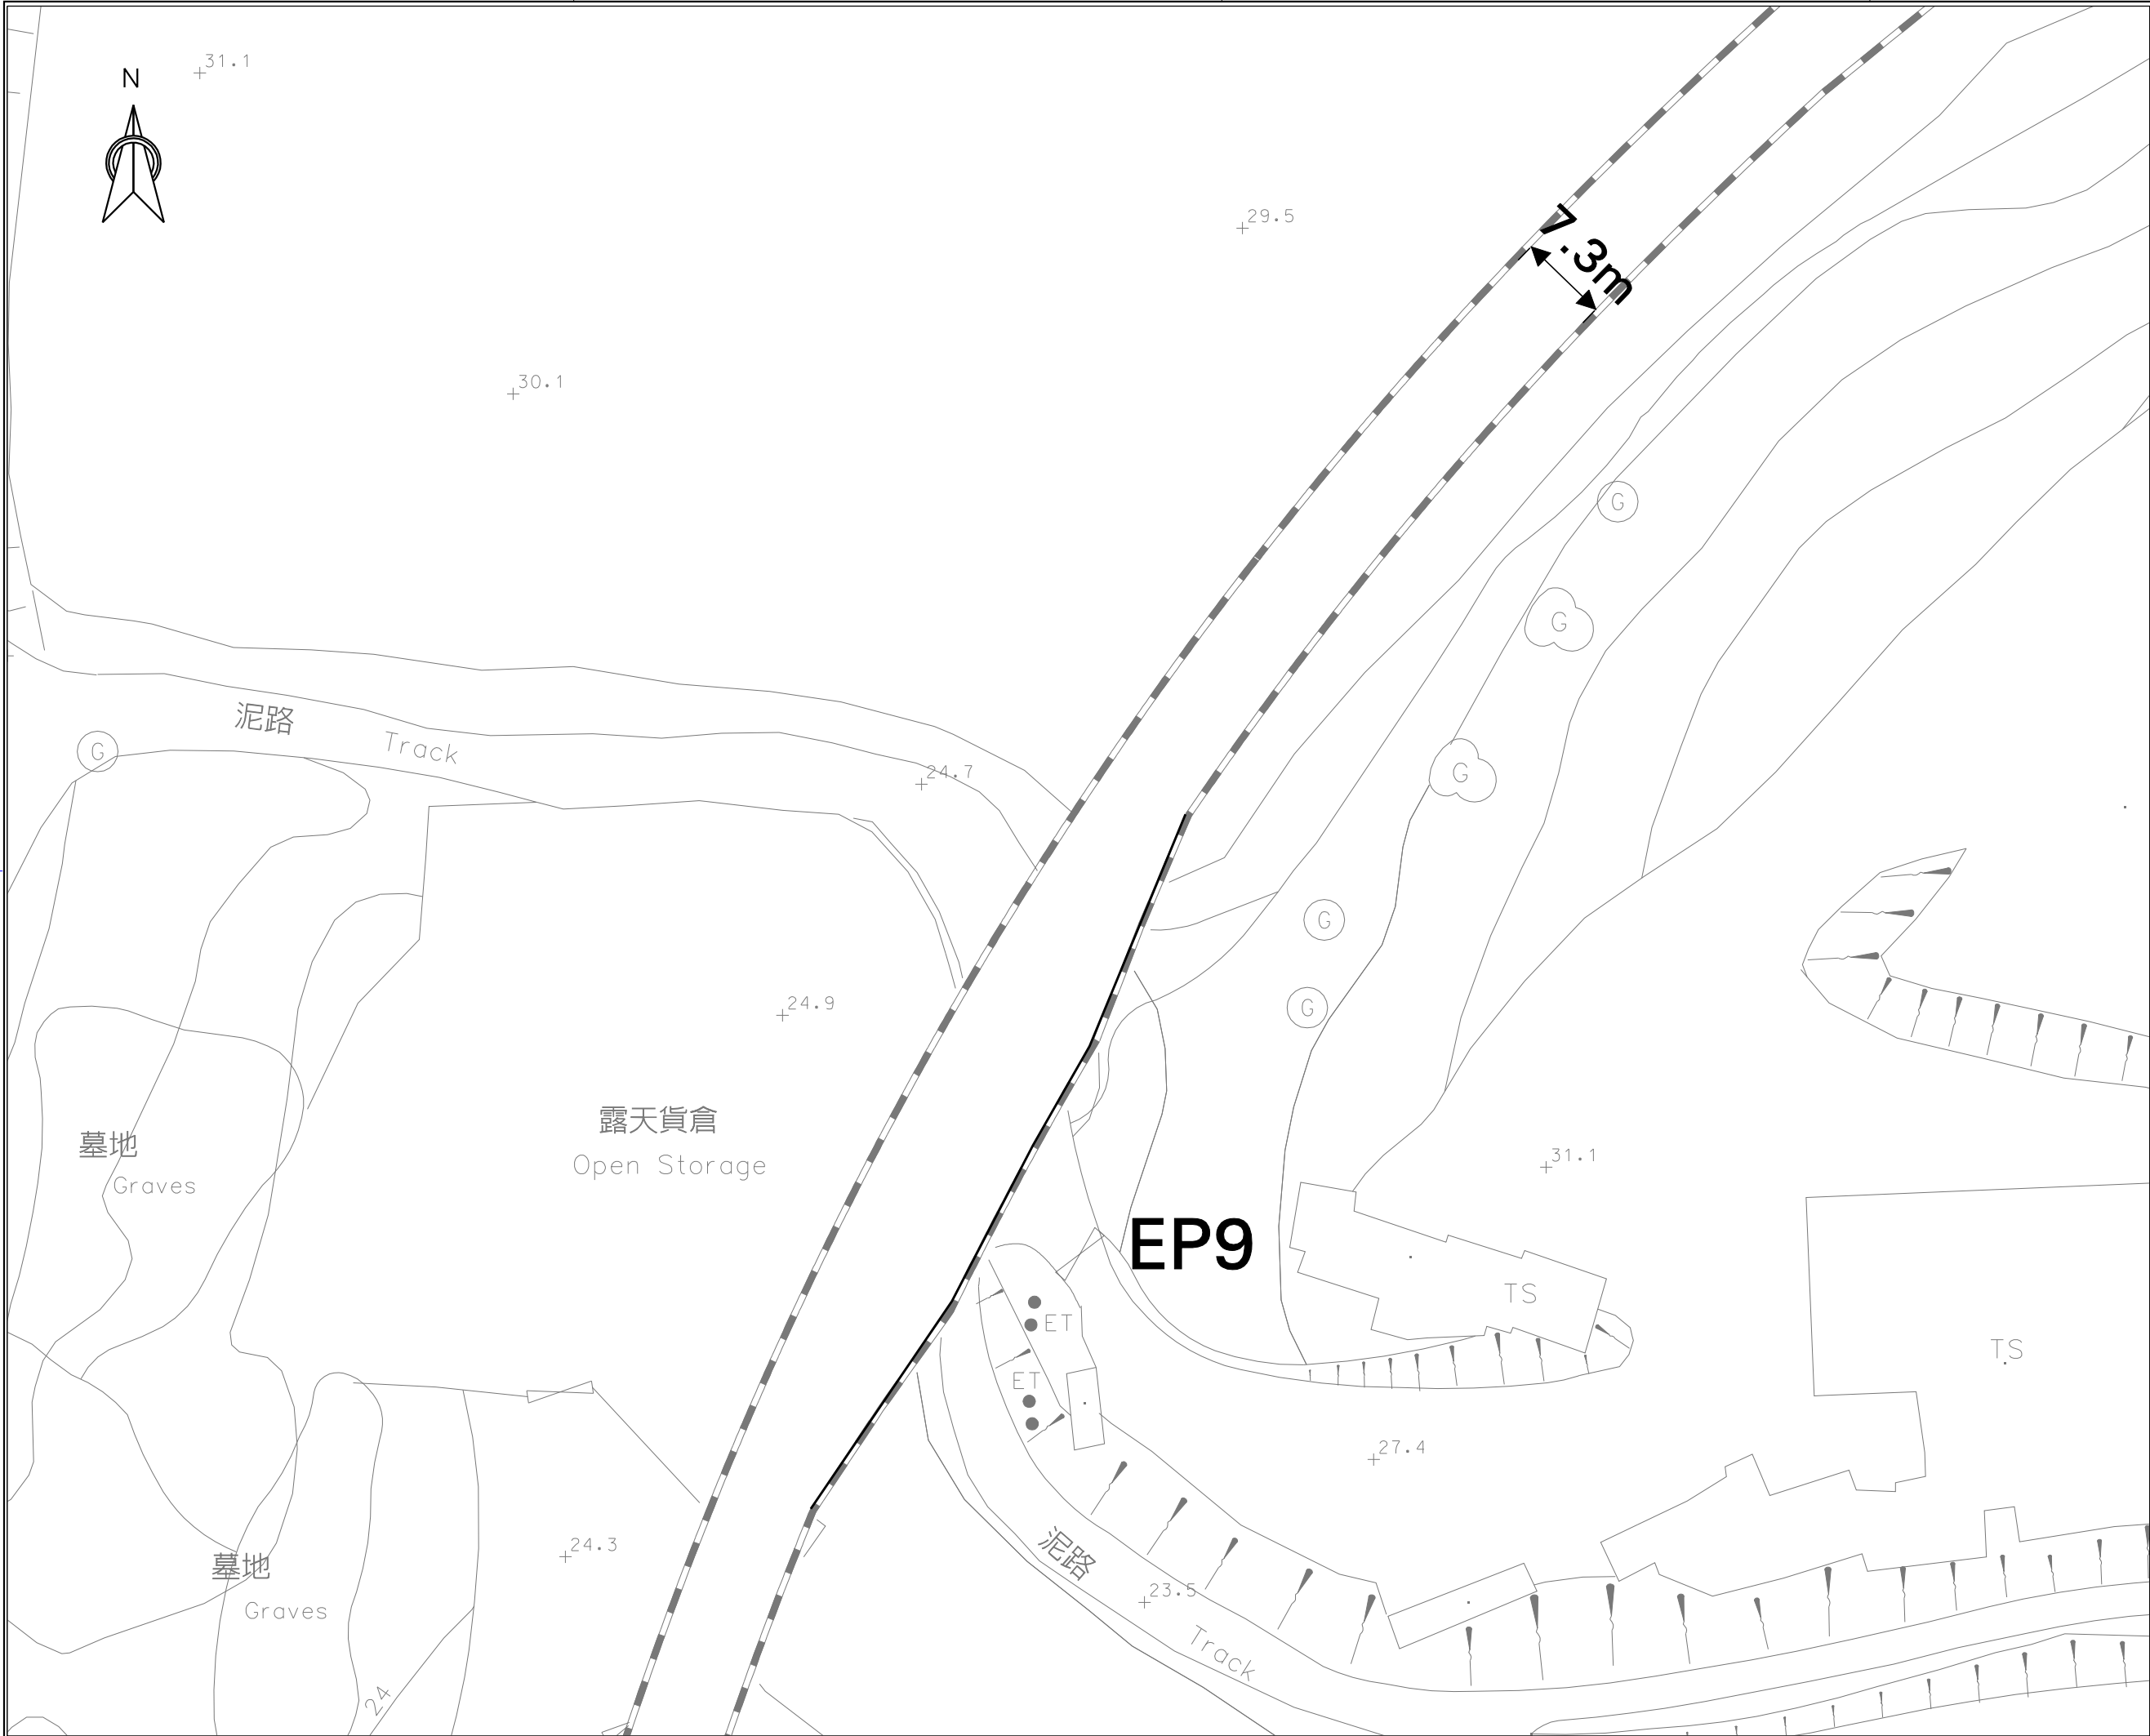 N
31.1
29.5
7.3m
30.1
G
G
泥路
Track
G
G
24.7
G
24.9
G
露天貨倉
Open Storage
墓地
Graves
31.1
EP9
TS
ET
TS
ET
27.4
24.3
泥路
墓地
Graves
23.5
Track
24